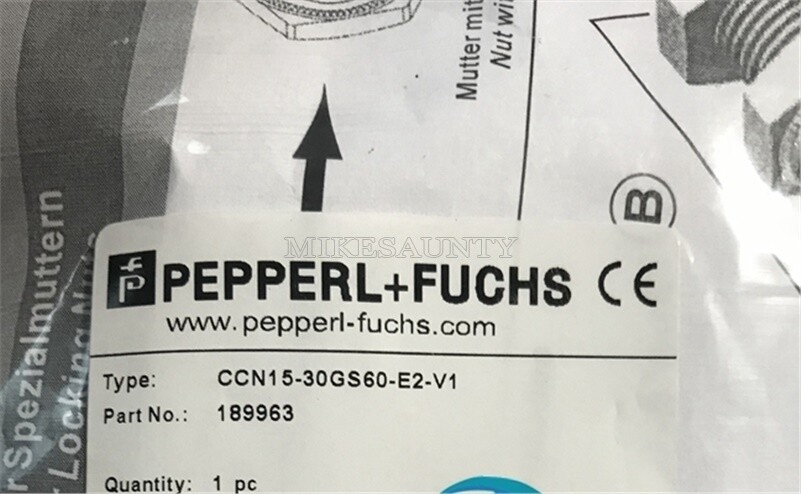 Mutter mit
Nut wi
B
r Spezialmuttern
Locking Nuts
MIKESAUNTY
PEPPERL+FUCHS CE
www.pepperl-fuchs.com
Type: CCN15-30GS60-E2-V1
Part No.: 189963
Quantity: 1 pc